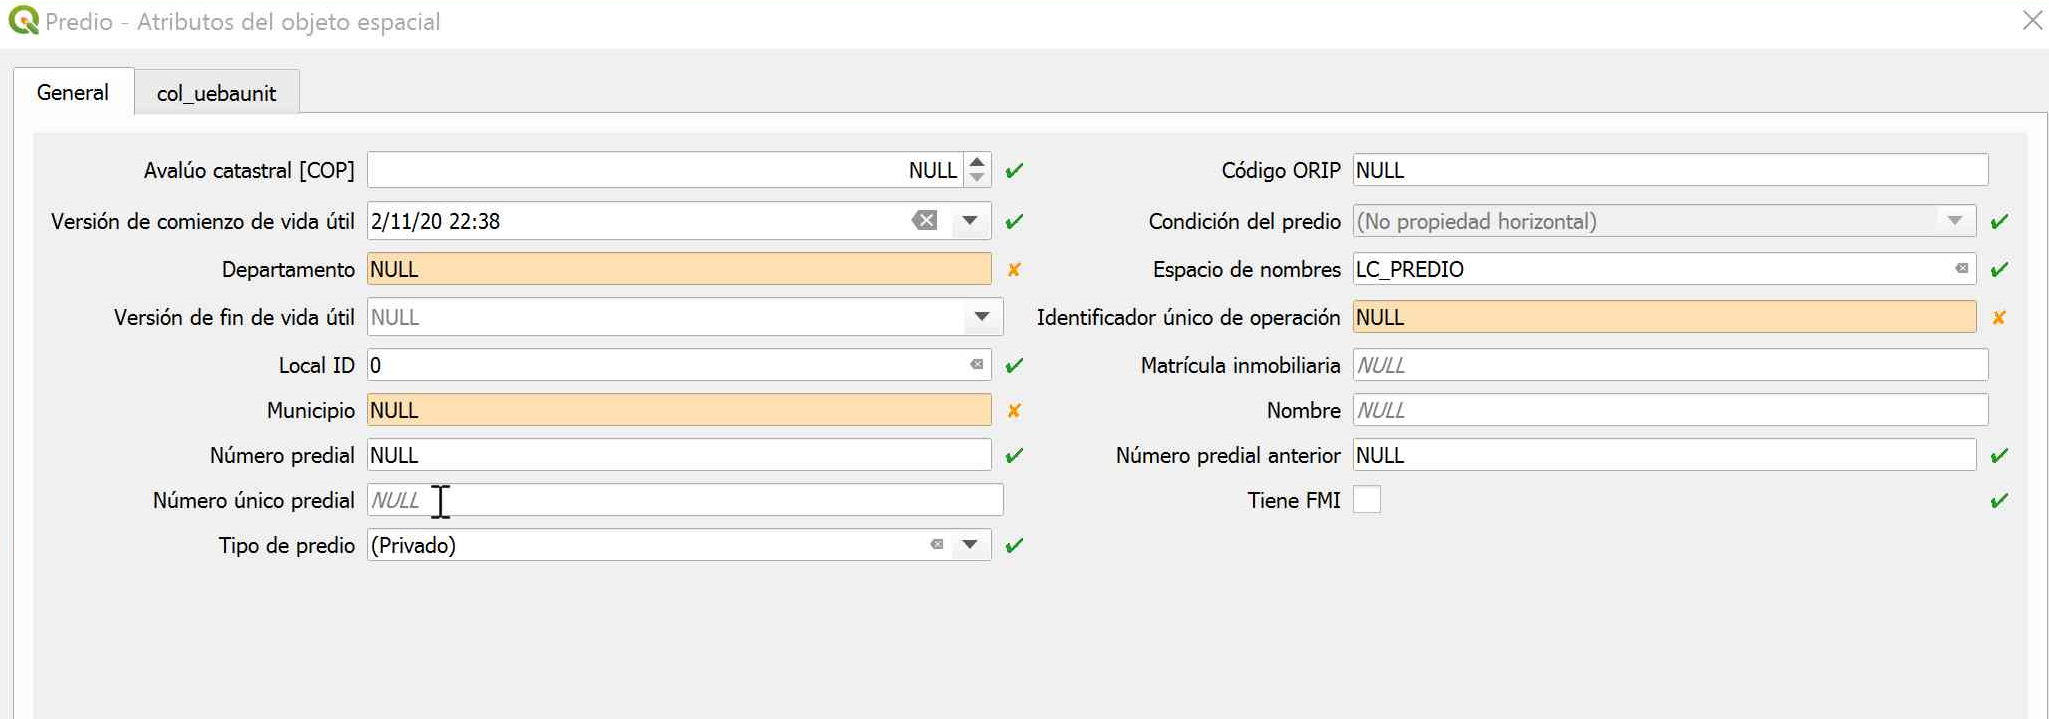 Predio - Atributos del objeto espacial
General
col_uebaunit
Avalúo catastral [COP] NULL
Código ORIP NULL
Versión de comienzo de vida útil 2/11/20 22:38
Condición del predio (No propiedad horizontal)
Departamento NULL
Espacio de nombres LC_PREDIO
Versión de fin de vida útil NULL
Identificador único de operación NULL
Local ID 0
Matrícula inmobiliaria NULL
Municipio NULL
Nombre NULL
Número predial NULL
Número predial anterior NULL
Número único predial NULL
Tiene FMI
Tipo de predio (Privado)